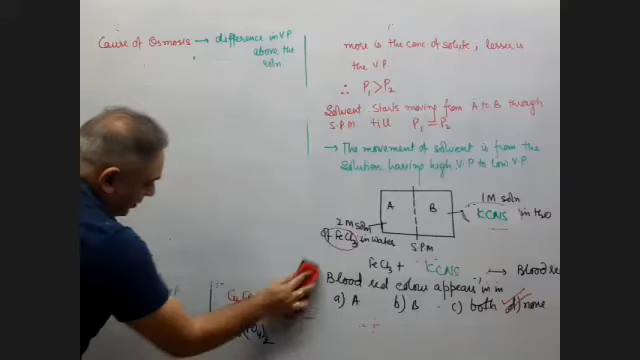 Cause of Osmosis → difference in V.P
above the
soln
more is the conc of solute, lesser is
the V.P.
∴ P₁>P₂
Solvent starts moving from A to B through
S.P.M till P₁=P₂
→ The movement of solvent is from the
solution having high V.P to low V.P.
1M soln
A
B
KCNS in H₂O
2M soln
of FeCl₃ in water
S.P.M
FeCl₃ + KCNS → Blood re
Blood red colour appears in
a) A b) B c) both d) none